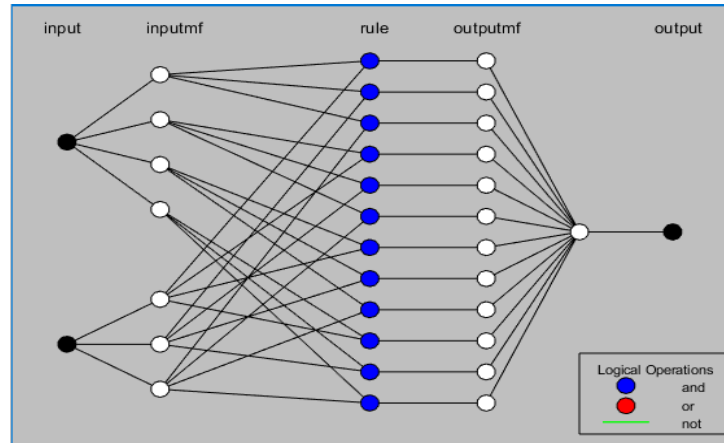 input inputmf rule outputmf output
Logical Operations
and
or
not